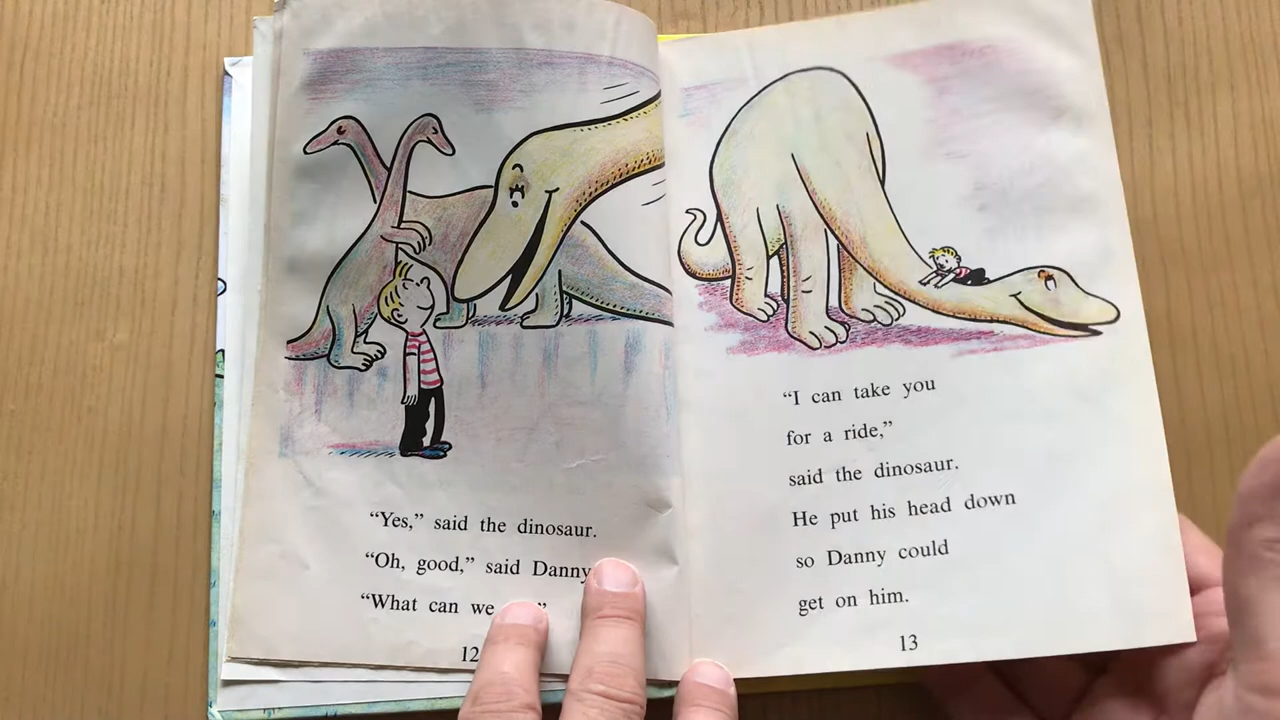 “Yes,” said the dinosaur.
“Oh, good,” said Danny
“What can we ”
12
“I can take you
for a ride,”
said the dinosaur.
He put his head down
so Danny could
get on him.
13